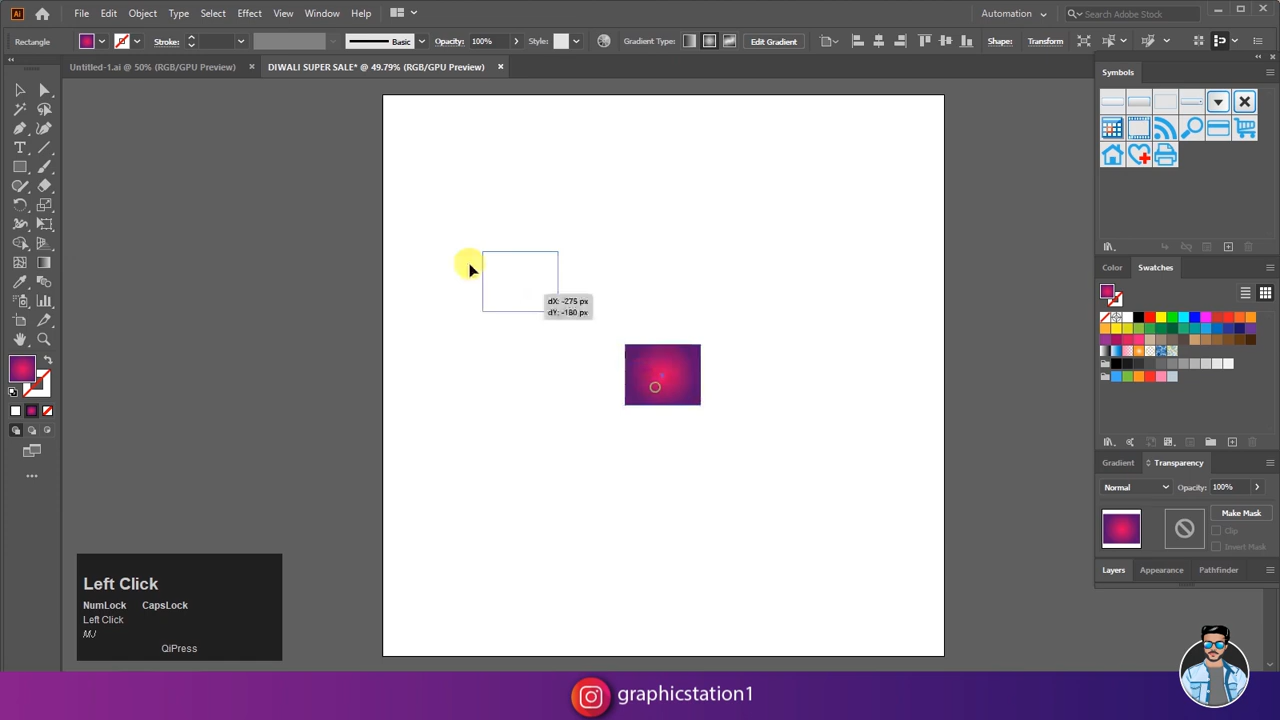 Ai
File Edit Object Type Select Effect View Window Help
Automation
Search Adobe Stock
Rectangle
Stroke:
Basic
Opacity: 100%
Style:
Gradient Type:
Edit Gradient
Shape:
Transform
Untitled-1.ai @ 50% (RGB/GPU Preview)
DIWALI SUPER SALE* @ 49.79% (RGB/GPU Preview)
Symbols
dX: -275 px
dY: -180 px
Color Swatches
Gradient Transparency
Normal
Opacity: 100%
Make Mask
Clip
Invert Mask
Layers Appearance Pathfinder
Left Click
NumLock CapsLock
Left Click
MJ
QiPress
graphicstation1